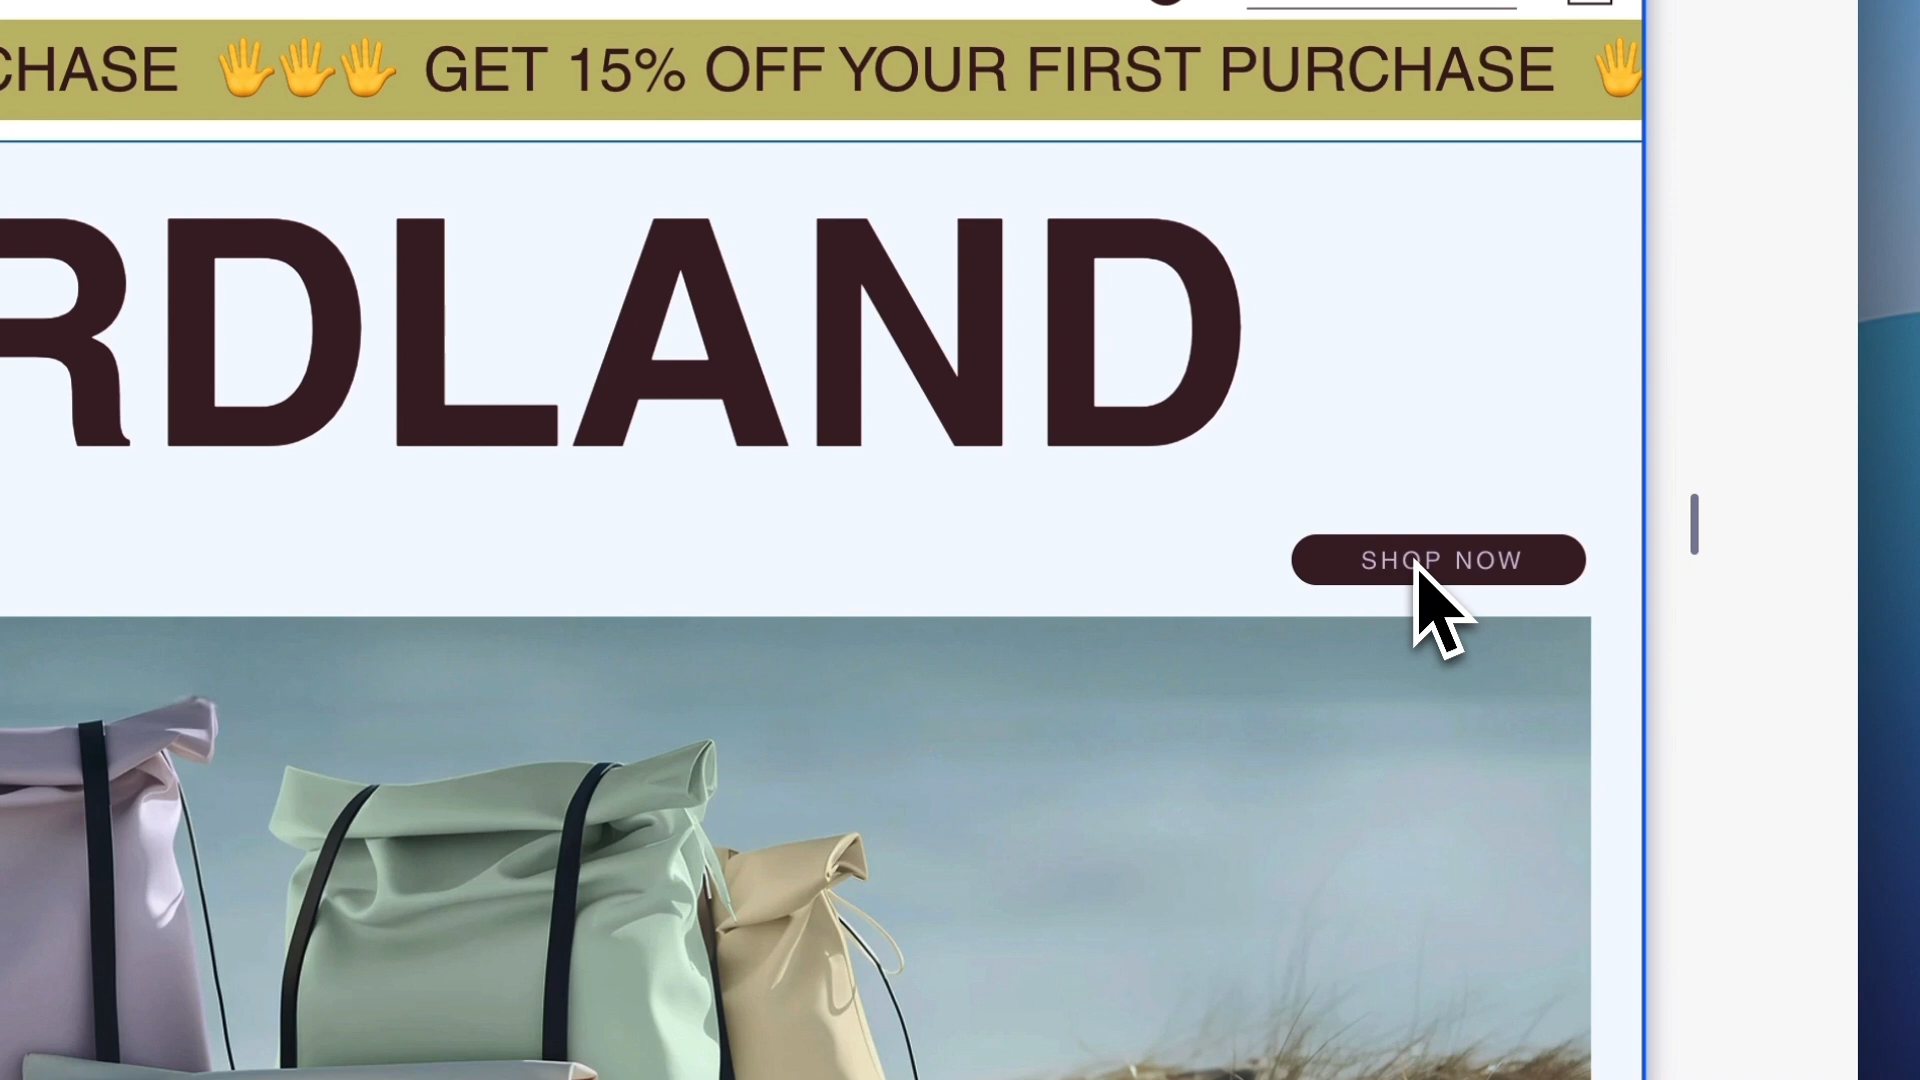 CHASE 🖐🖐🖐 GET 15% OFF YOUR FIRST PURCHASE 🖐
RDLAND
SHOP NOW